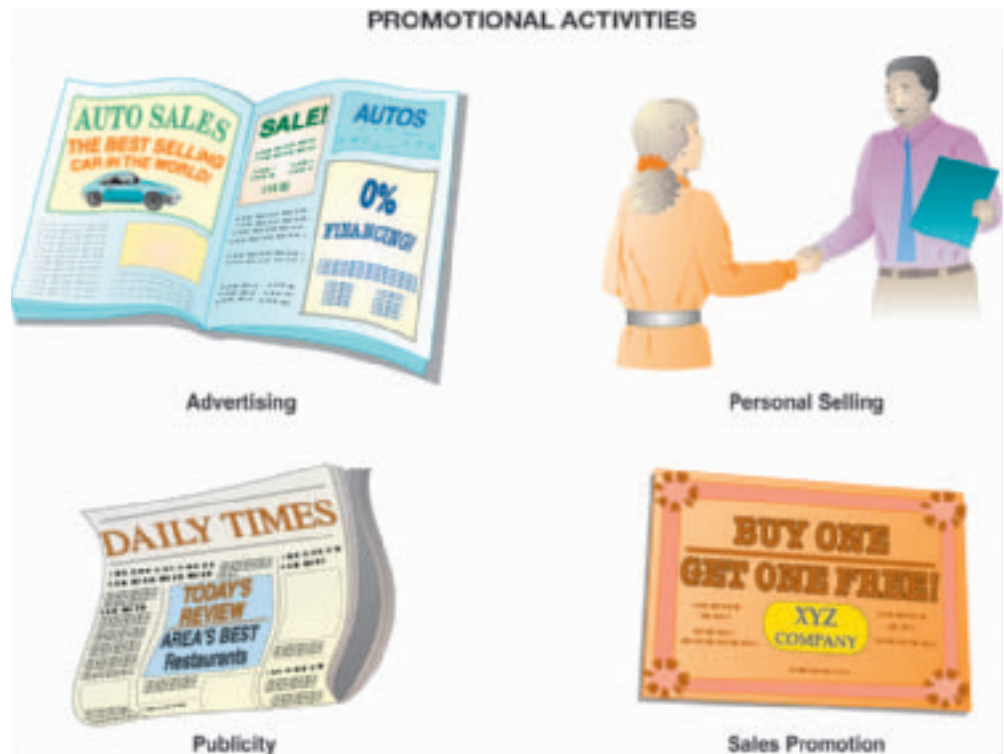 PROMOTIONAL ACTIVITIES
AUTO SALES
THE BEST SELLING
CAR IN THE WORLD!
SALE!
AUTOS
0%
FINANCING!
Advertising
Personal Selling
DAILY TIMES
TODAY'S
REVIEW
AREA'S BEST
Restaurants
Publicity
BUY ONE
GET ONE FREE!
XYZ
COMPANY
Sales Promotion